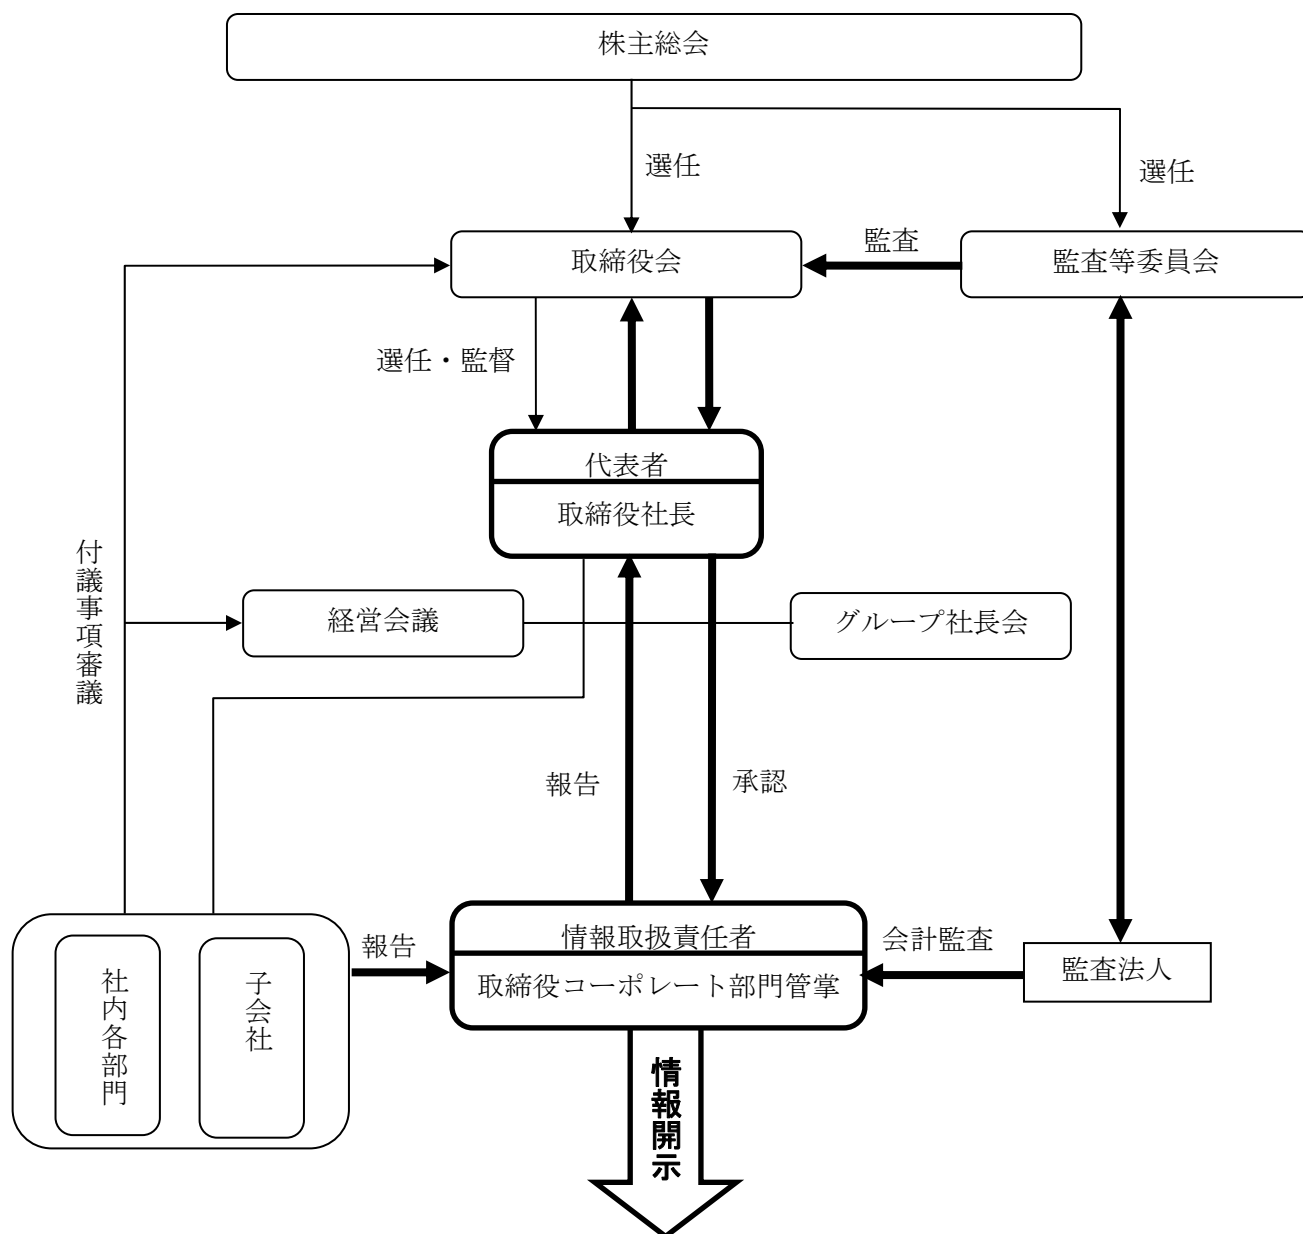 株主総会
選任
選任
取締役会
監査
監査等委員会
選任・監督
代表者
取締役社長
付議事項審議
経営会議
グループ社長会
報告
承認
報告
情報取扱責任者
取締役コーポレート部門管掌
会計監査
監査法人
社内各部門
子会社
情報開示